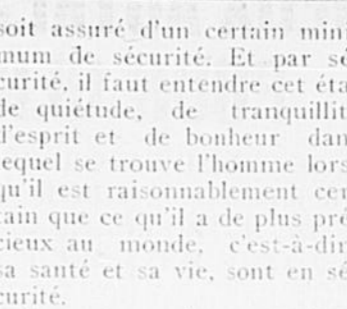 soit assuré d'un certain mini
mum de sécurité. Et par sé
curité, il faut entendre cet éta
de quiétude, de tranquillit
d'esprit et de bonheur dan
lequel se trouve l'homme lors
qu'il est raisonnablement cer
tain que ce qu'il a de plus pré
cieux au monde, c'est-à-dir
sa santé et sa vie, sont en sé
curité.